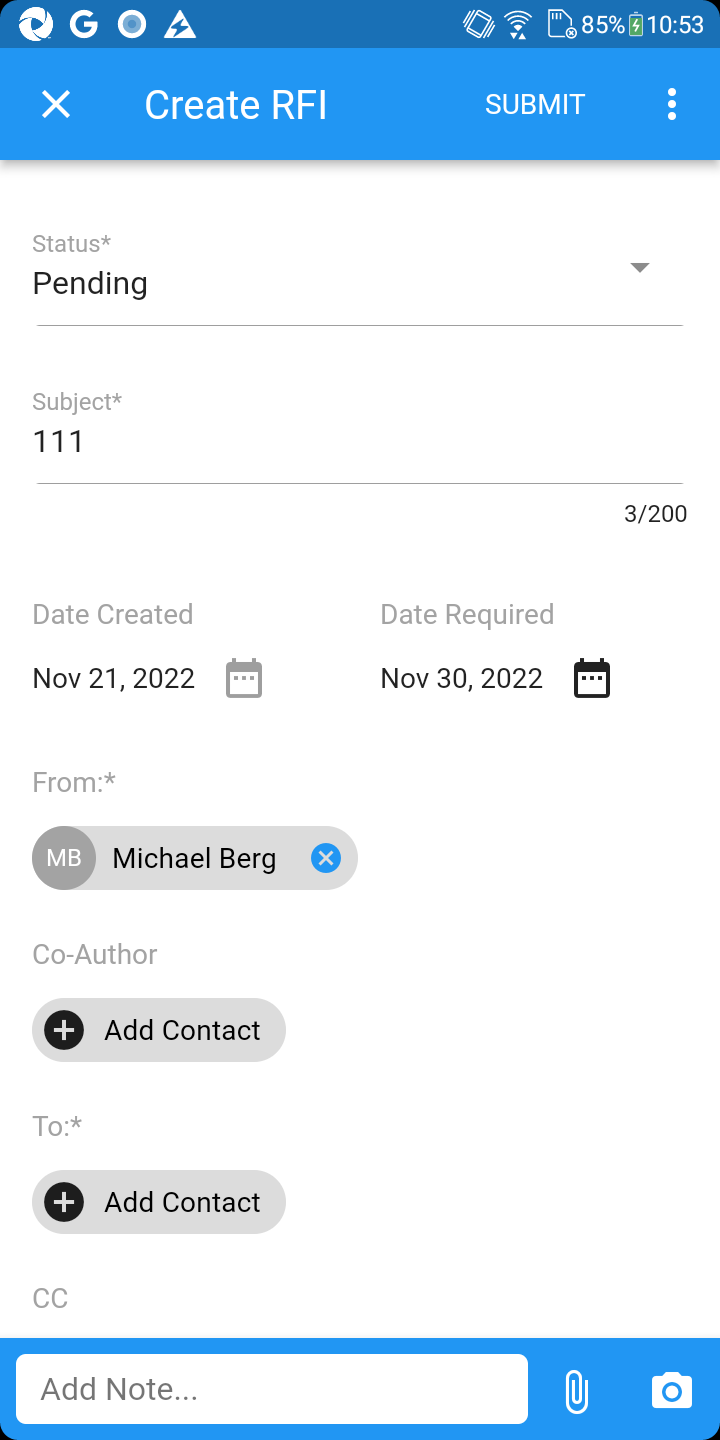 85% 10:53
Create RFI SUBMIT
Status*
Pending
Subject*
111
3/200
Date Created Date Required
Nov 21, 2022 Nov 30, 2022
From:*
MB Michael Berg
Co-Author
Add Contact
To:*
Add Contact
CC
Add Note...